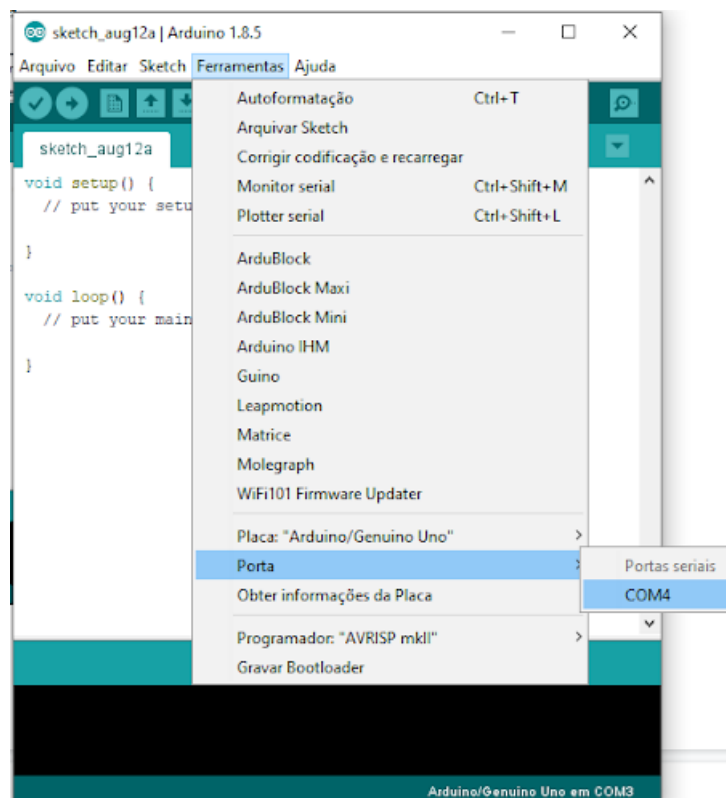 sketch_aug12a | Arduino 1.8.5
Arquivo Editar Sketch Ferramentas Ajuda
sketch_aug12a
void setup() {
// put your setu
}
void loop() {
// put your main
}
Autoformatação Ctrl+T
Arquivar Sketch
Corrigir codificação e recarregar
Monitor serial Ctrl+Shift+M
Plotter serial Ctrl+Shift+L
ArduBlock
ArduBlock Maxi
ArduBlock Mini
Arduino IHM
Guino
Leapmotion
Matrice
Molegraph
WiFi101 Firmware Updater
Placa: "Arduino/Genuino Uno"
Porta
Obter informações da Placa
Programador: "AVRISP mkII"
Gravar Bootloader
Portas seriais
COM4
Arduino/Genuino Uno em COM3